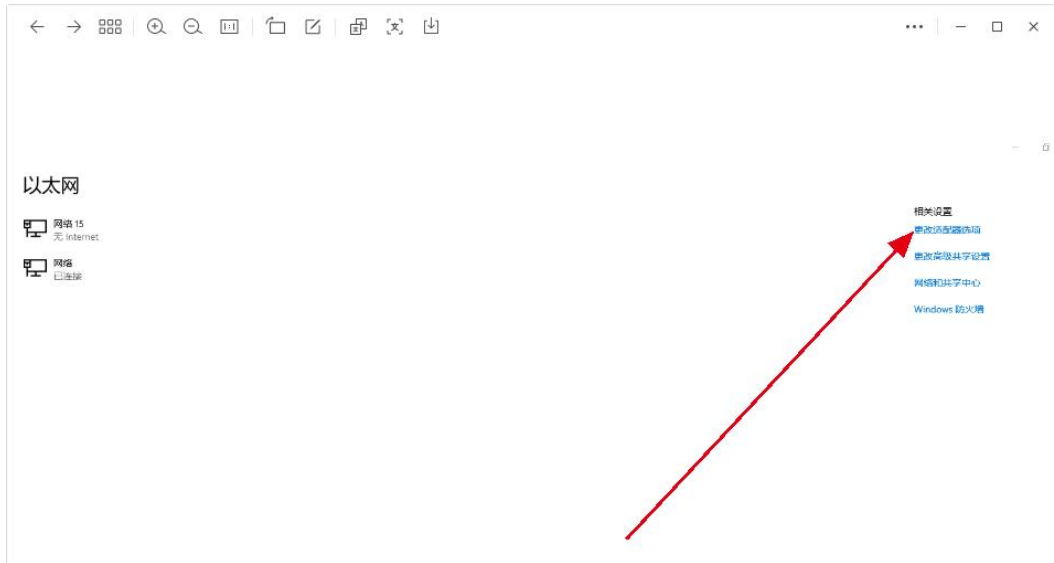 以太网
网络 15
无 Internet
网络
已连接
相关设置
更改适配器选项
更改高级共享设置
网络和共享中心
Windows 防火墙